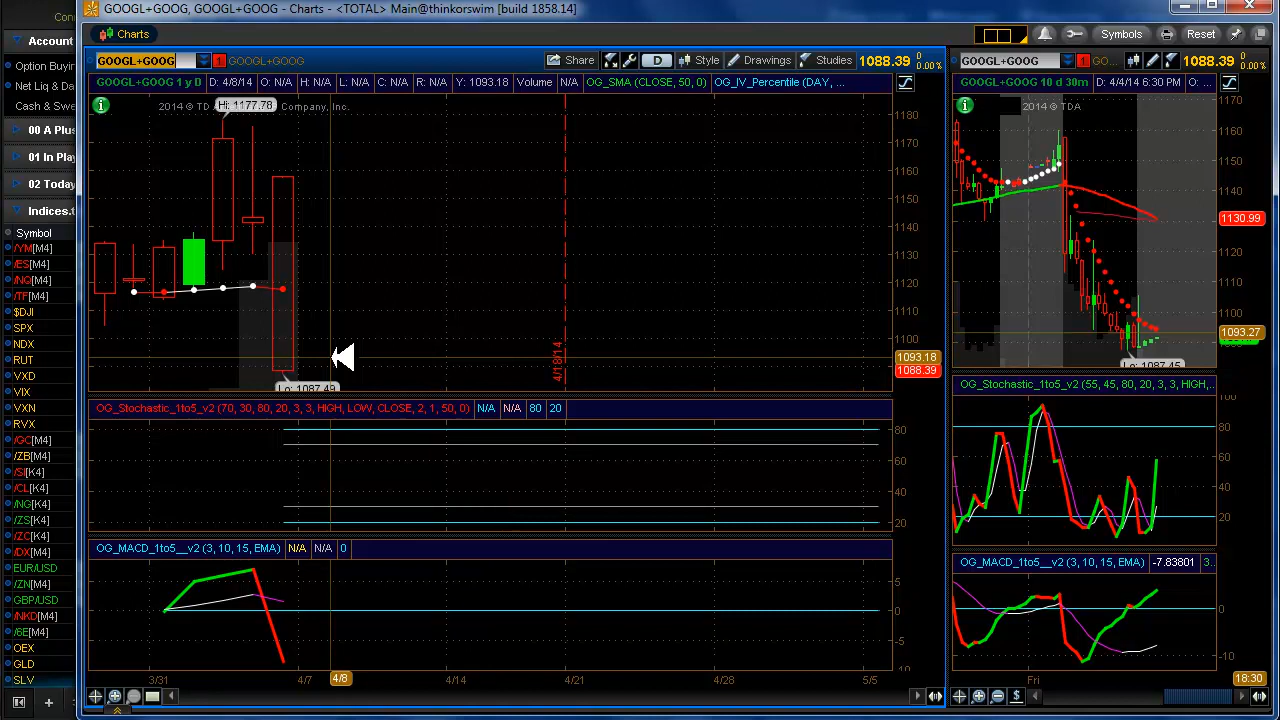 GOOGL+GOOG, GOOGL+GOOG - Charts - <TOTAL> Main@thinkorswim [build 1858.14]
Charts
Symbols
Reset
Account
Option Buyin
Net Liq & Da
Cash & Swe
00 A Plus
01 In Play
02 Today
Indices.t
Symbol
/YM[M4]
/ES[M4]
/NQ[M4]
/TF[M4]
$DJI
SPX
NDX
RUT
VXD
VIX
VXN
RVX
/GC[M4]
/ZB[M4]
/SI[K4]
/CL[K4]
/NG[K4]
/ZS[K4]
/ZC[K4]
/DX[M4]
EUR/USD
/ZN[M4]
GBP/USD
/NKD[M4]
/6E[M4]
OEX
GLD
SLV
GOOGL+GOOG
1
GOOGL+GOOG
Share
D
Style
Drawings
Studies
1088.39
0
0.00%
GOOGL+GOOG 1 y D
D: 4/8/14
O: N/A
H: N/A
L: N/A
C: N/A
R: N/A
Y: 1093.18
Volume
N/A
OG_SMA (CLOSE, 50, 0)
OG_IV_Percentile (DAY, ...
2014 © TD
Hi: 1177.78
Company, Inc.
1180
1170
1160
1150
1140
1130
1120
1110
1100
1093.18
1088.39
4/18/14
Lo: 1087.49
OG_Stochastic_1to5_v2 (70, 30, 80, 20, 3, 3, HIGH, LOW, CLOSE, 2, 1, 50, 0)
N/A
N/A
80
20
80
60
40
20
OG_MACD_1to5__v2 (3, 10, 15, EMA)
N/A
N/A
0
5
0
-5
3/31
4/7
4/8
4/14
4/21
4/28
5/5
GOOGL+GOOG
1
GO...
1088.39
0
0.00%
GOOGL+GOOG 10 d 30m
D: 4/4/14 6:30 PM
O: ...
2014 © TDA
1170
1160
1150
1140
1130.99
1120
1110
1100
1093.27
Lo: 1087.45
OG_Stochastic_1to5_v2 (55, 45, 80, 20, 3, 3, HIGH,...
100
80
60
40
20
OG_MACD_1to5__v2 (3, 10, 15, EMA)
-7.83801
3...
0
-10
Fri
18:30